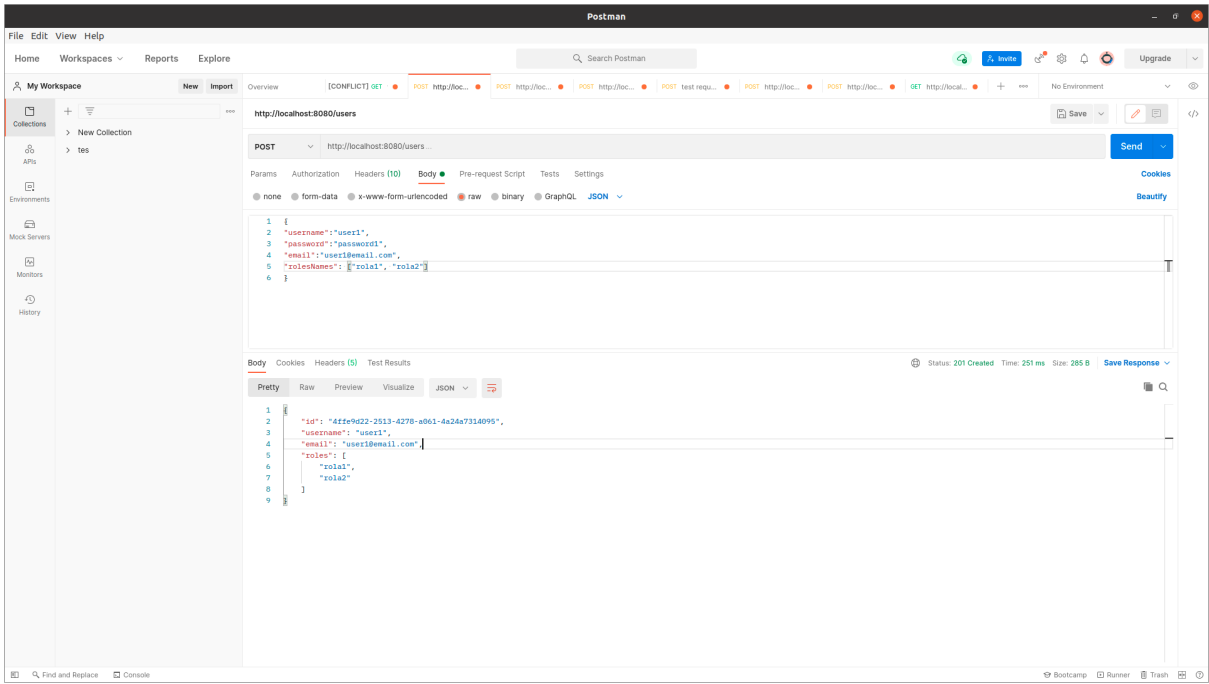 Postman
File Edit View Help
Home Workspaces Reports Explore
Search Postman
Invite
Upgrade
My Workspace New Import
Overview [CONFLICT] GET POST http://loc... POST http://loc... POST http://loc... POST test requ... POST http://loc... POST http://loc... GET http://local... No Environment
Collections
APIs
Environments
Mock Servers
Monitors
History
New Collection
tes
http://localhost:8080/users
Save
POST http://localhost:8080/users...
Send
Params Authorization Headers (10) Body Pre-request Script Tests Settings Cookies
none form-data x-www-form-urlencoded raw binary GraphQL JSON Beautify
1 {
2 "username":"user1",
3 "password":"password1",
4 "email":"user1@email.com",
5 "rolesNames": ["rola1", "rola2"]
6 }
Body Cookies Headers (5) Test Results Status: 201 Created Time: 251 ms Size: 285 B Save Response
Pretty Raw Preview Visualize JSON
1 {
2 "id": "4ffe9d22-2513-4278-a061-4a24a7314095",
3 "username": "user1",
4 "email": "user1@email.com",
5 "roles": [
6 "rola1",
7 "rola2"
8 ]
9 }
Find and Replace Console Bootcamp Runner Trash